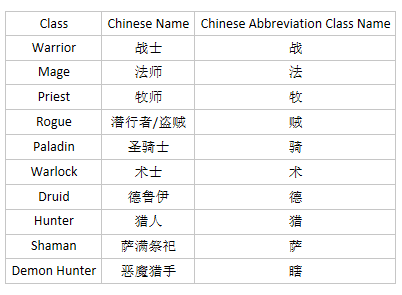 Class Chinese Name Chinese Abbreviation Class Name
Warrior 战士 战
Mage 法师 法
Priest 牧师 牧
Rogue 潜行者/盗贼 贼
Paladin 圣骑士 骑
Warlock 术士 术
Druid 德鲁伊 德
Hunter 猎人 猎
Shaman 萨满祭祀 萨
Demon Hunter 恶魔猎手 瞎